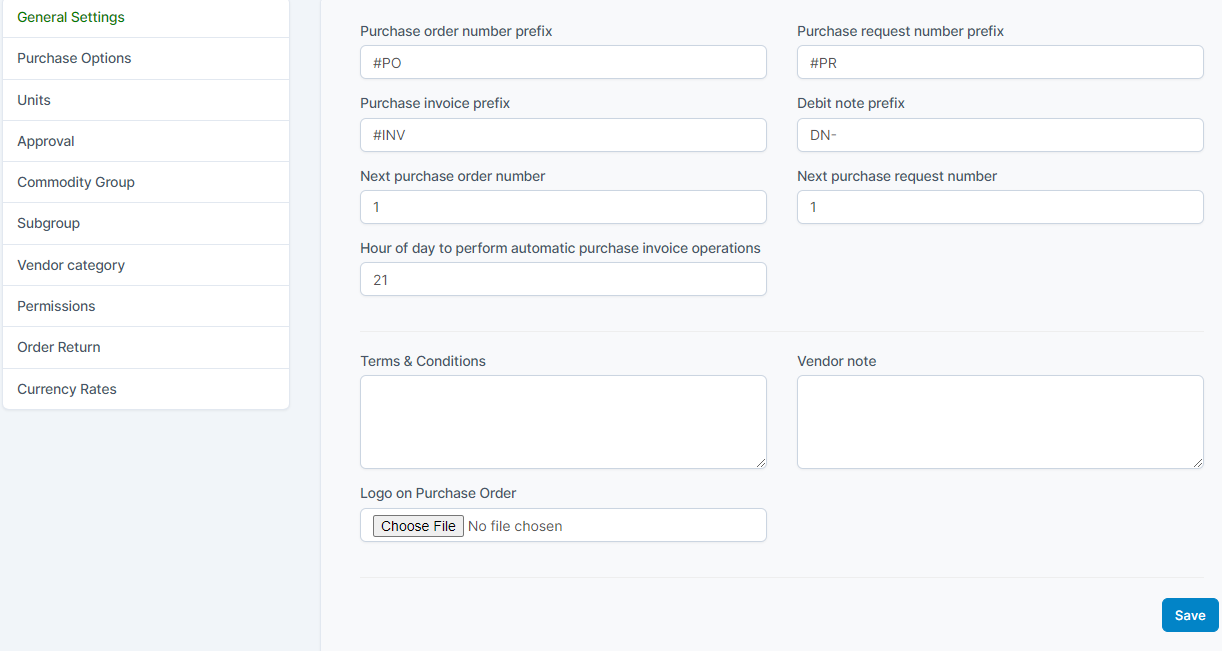 General Settings
Purchase Options
Units
Approval
Commodity Group
Subgroup
Vendor category
Permissions
Order Return
Currency Rates
Purchase order number prefix
#PO
Purchase request number prefix
#PR
Purchase invoice prefix
#INV
Debit note prefix
DN-
Next purchase order number
1
Next purchase request number
1
Hour of day to perform automatic purchase invoice operations
21
Terms & Conditions
Vendor note
Logo on Purchase Order
Choose File No file chosen
Save